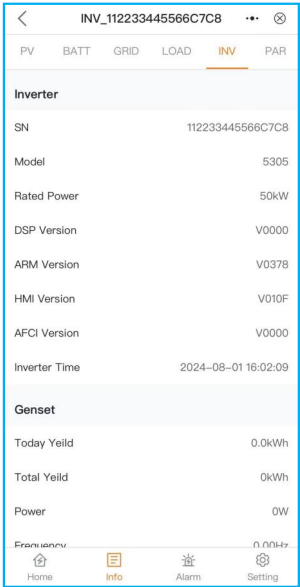 INV_112233445566C7C8
PV BATT GRID LOAD INV PAR
Inverter
SN 112233445566C7C8
Model 5305
Rated Power 50kW
DSP Version V0000
ARM Version V0378
HMI Version V010F
AFCI Version V0000
Inverter Time 2024-08-01 16:02:09
Genset
Today Yeild 0.0kWh
Total Yeild 0kWh
Power 0W
Frequency 0.00Hz
Home Info Alarm Setting